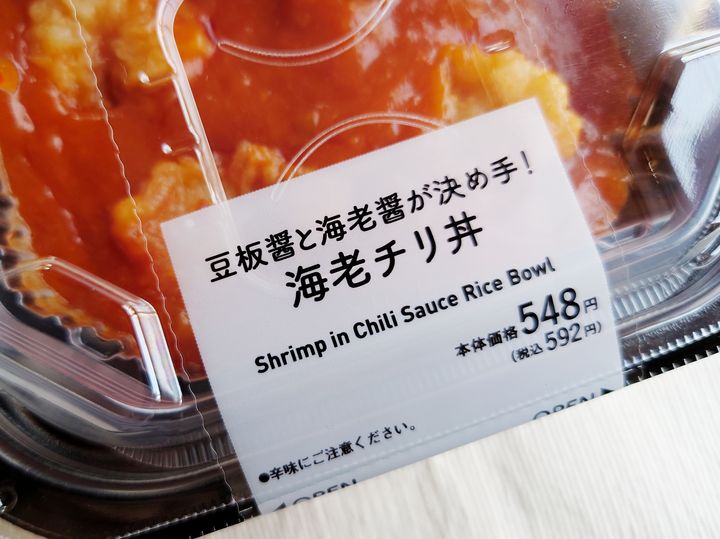 豆板醤と海老醤が決め手!
海老チリ丼
Shrimp in Chili Sauce Rice Bowl
本体価格 548円
(税込 592円)
●辛味にご注意ください。
◀OPEN
OPEN▶